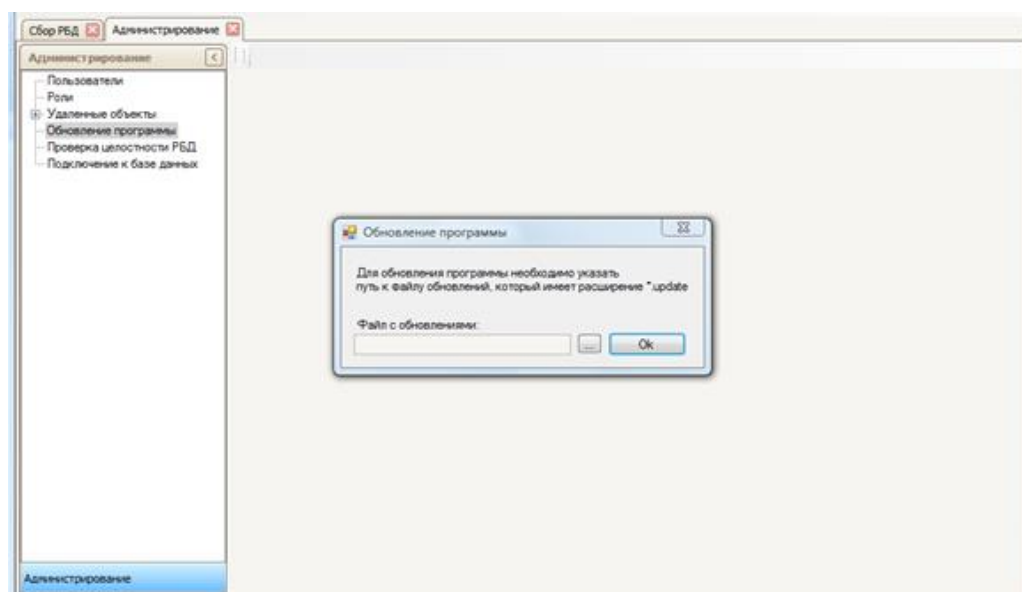 Сбор РБД
Администрирование
Администрирование
Пользователи
Роли
Удаленные объекты
Обновление программы
Проверка целостности РБД
Подключение к базе данных
Обновление программы
Для обновления программы необходимо указать
путь к файлу обновлений, который имеет расширение *.update
Файл с обновлениями:
...
Ok
Администрирование